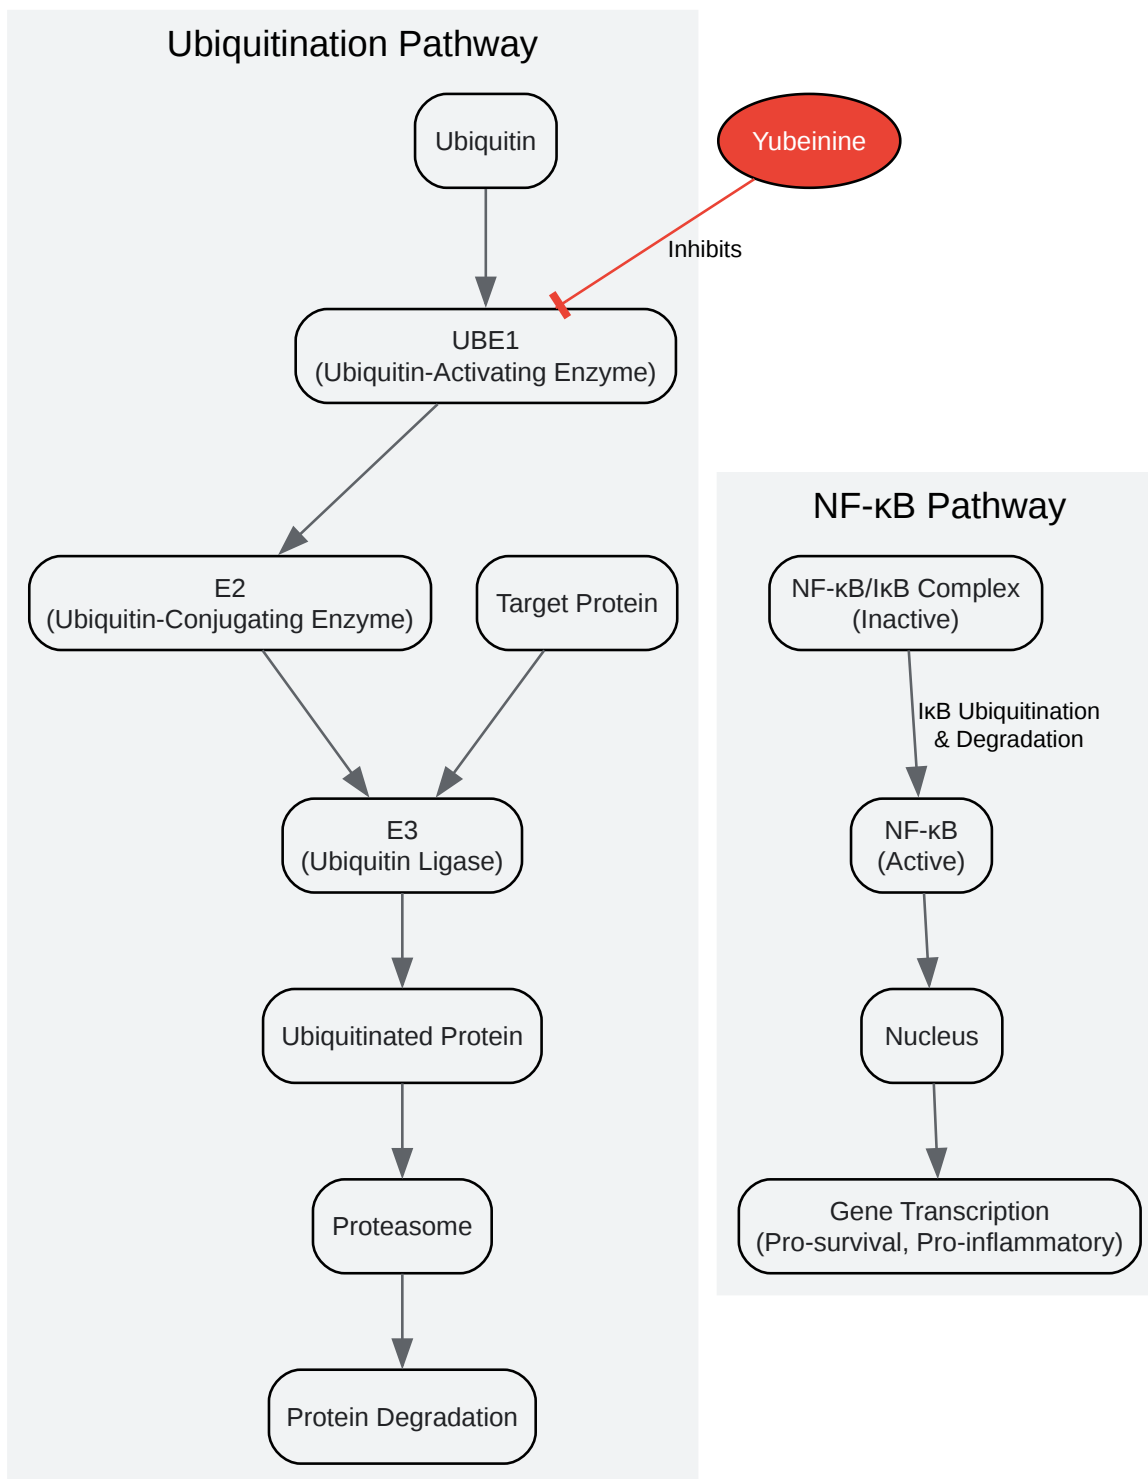 Ubiquitination Pathway
Ubiquitin
Yubeinine
Inhibits
UBE1
(Ubiquitin-Activating Enzyme)
E2
(Ubiquitin-Conjugating Enzyme)
Target Protein
E3
(Ubiquitin Ligase)
Ubiquitinated Protein
Proteasome
Protein Degradation
NF-κB Pathway
NF-κB/IκB Complex
(Inactive)
IκB Ubiquitination
& Degradation
NF-κB
(Active)
Nucleus
Gene Transcription
(Pro-survival, Pro-inflammatory)